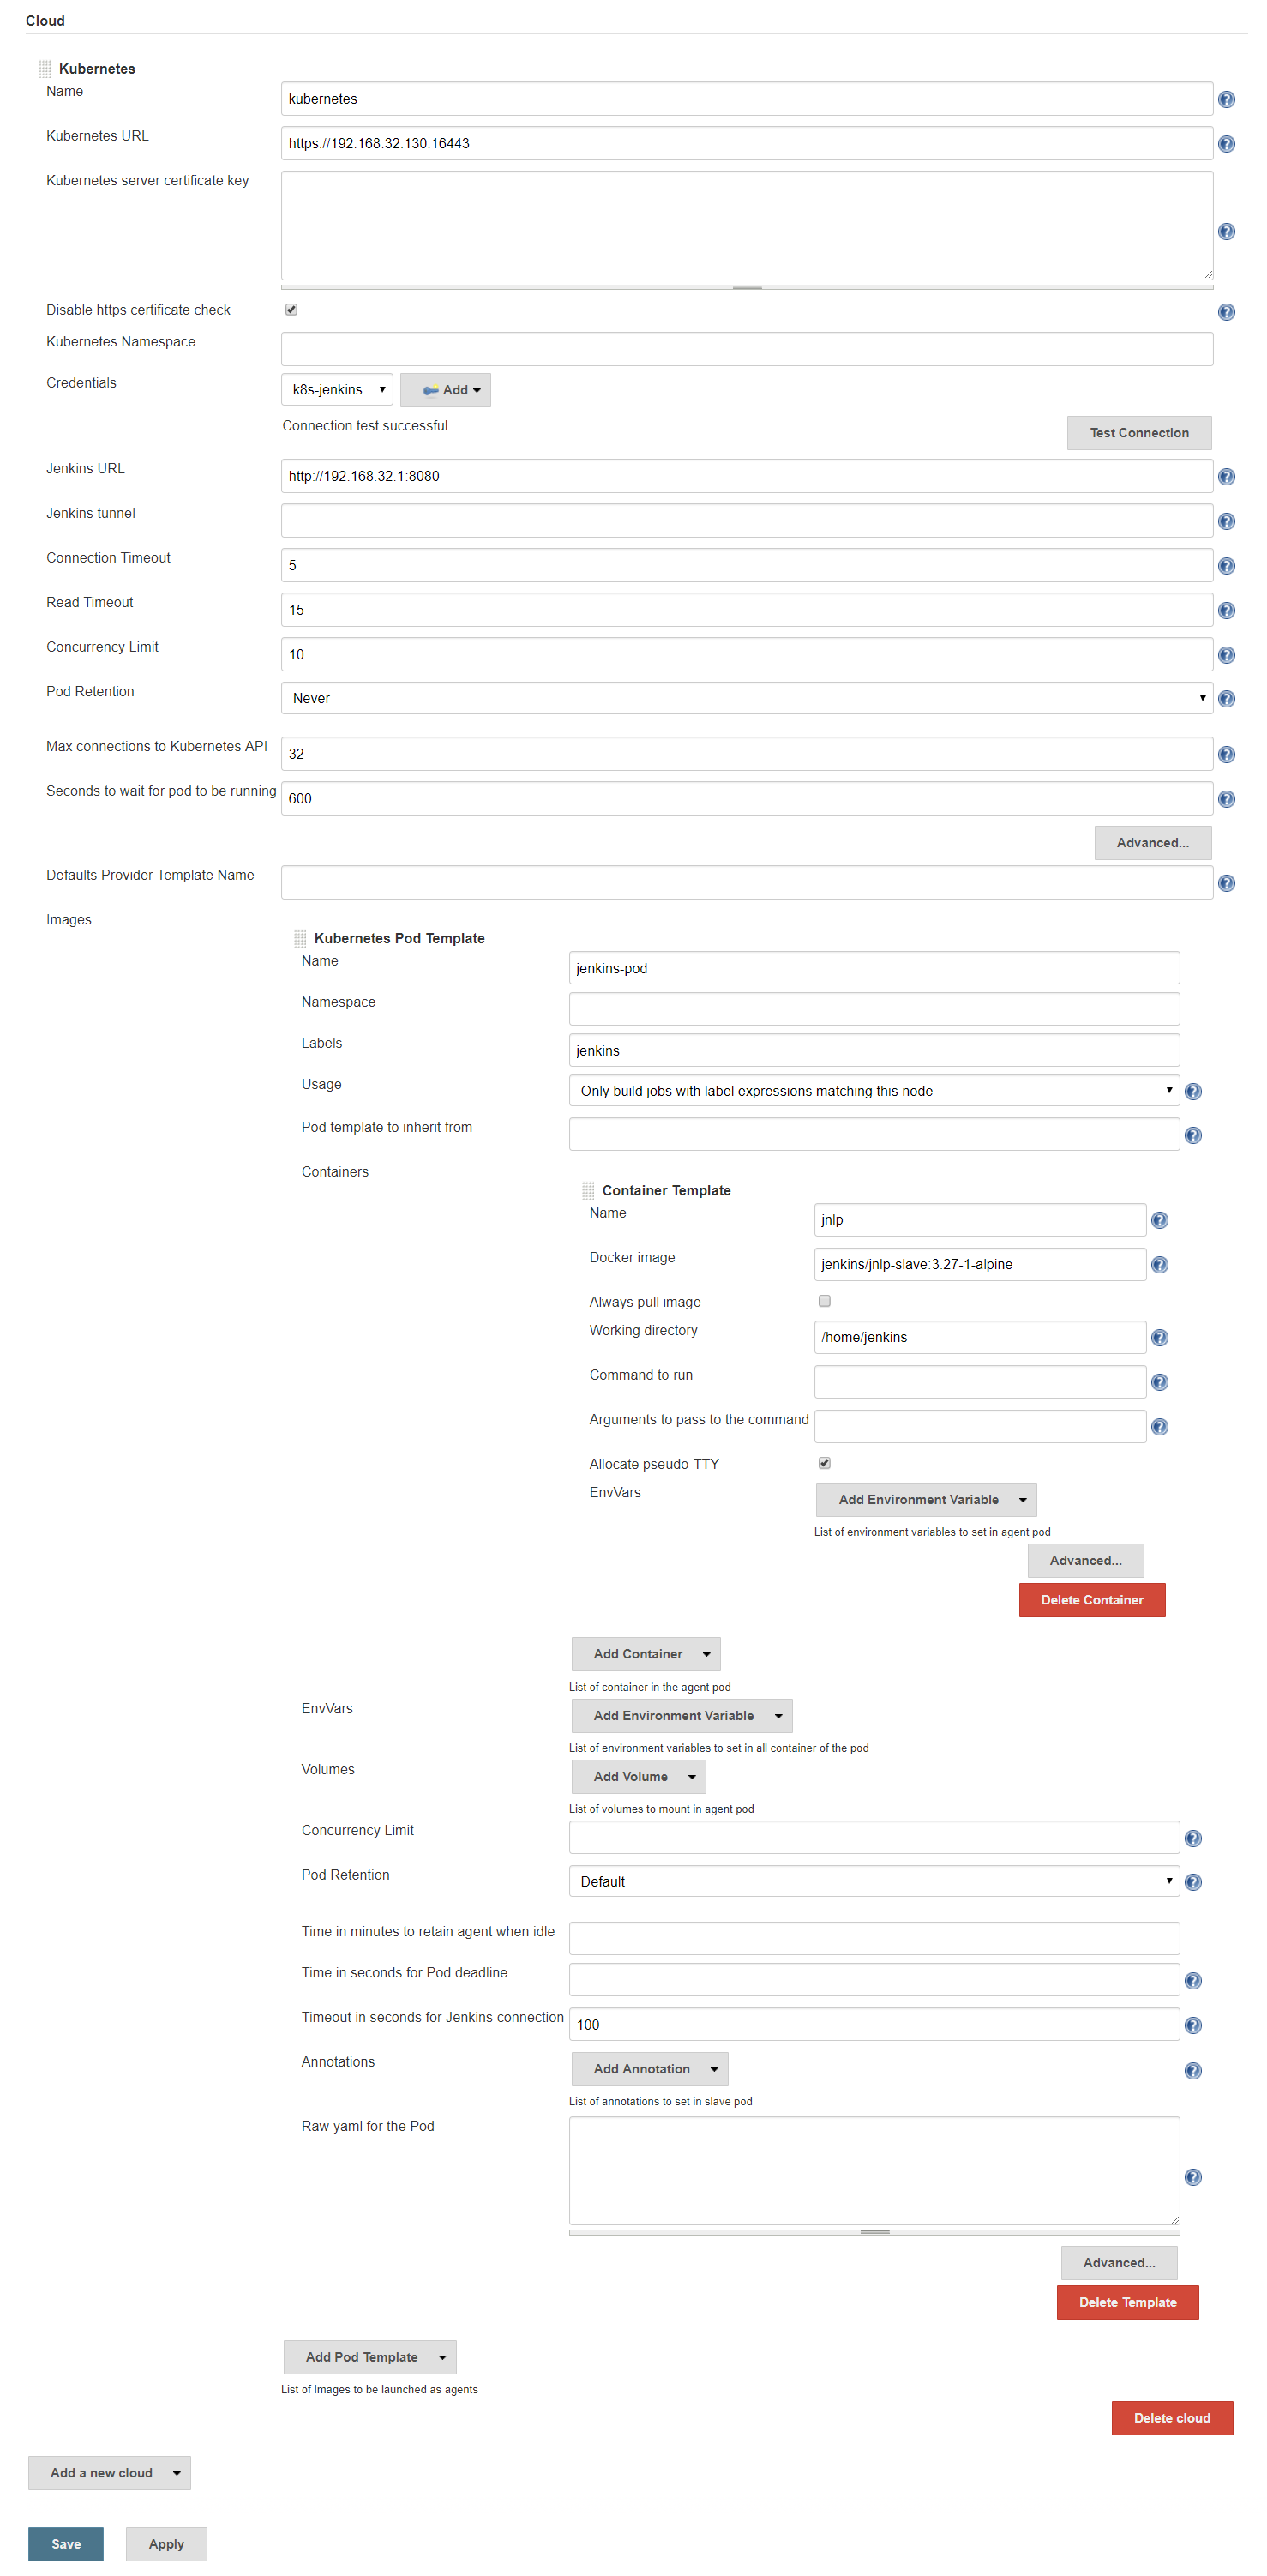 Cloud
Kubernetes
Name
kubernetes
Kubernetes URL
https://192.168.32.130:16443
Kubernetes server certificate key
Disable https certificate check
Kubernetes Namespace
Credentials
k8s-jenkins
Add
Connection test successful
Test Connection
Jenkins URL
http://192.168.32.1:8080
Jenkins tunnel
Connection Timeout
5
Read Timeout
15
Concurrency Limit
10
Pod Retention
Never
Max connections to Kubernetes API
32
Seconds to wait for pod to be running
600
Advanced...
Defaults Provider Template Name
Images
Kubernetes Pod Template
Name
jenkins-pod
Namespace
Labels
jenkins
Usage
Only build jobs with label expressions matching this node
Pod template to inherit from
Containers
Container Template
Name
jnlp
Docker image
jenkins/jnlp-slave:3.27-1-alpine
Always pull image
Working directory
/home/jenkins
Command to run
Arguments to pass to the command
Allocate pseudo-TTY
EnvVars
Add Environment Variable
List of environment variables to set in agent pod
Advanced...
Delete Container
Add Container
List of container in the agent pod
EnvVars
Add Environment Variable
List of environment variables to set in all container of the pod
Volumes
Add Volume
List of volumes to mount in agent pod
Concurrency Limit
Pod Retention
Default
Time in minutes to retain agent when idle
Time in seconds for Pod deadline
Timeout in seconds for Jenkins connection
100
Annotations
Add Annotation
List of annotations to set in slave pod
Raw yaml for the Pod
Advanced...
Delete Template
Add Pod Template
List of Images to be launched as agents
Delete cloud
Add a new cloud
Save
Apply